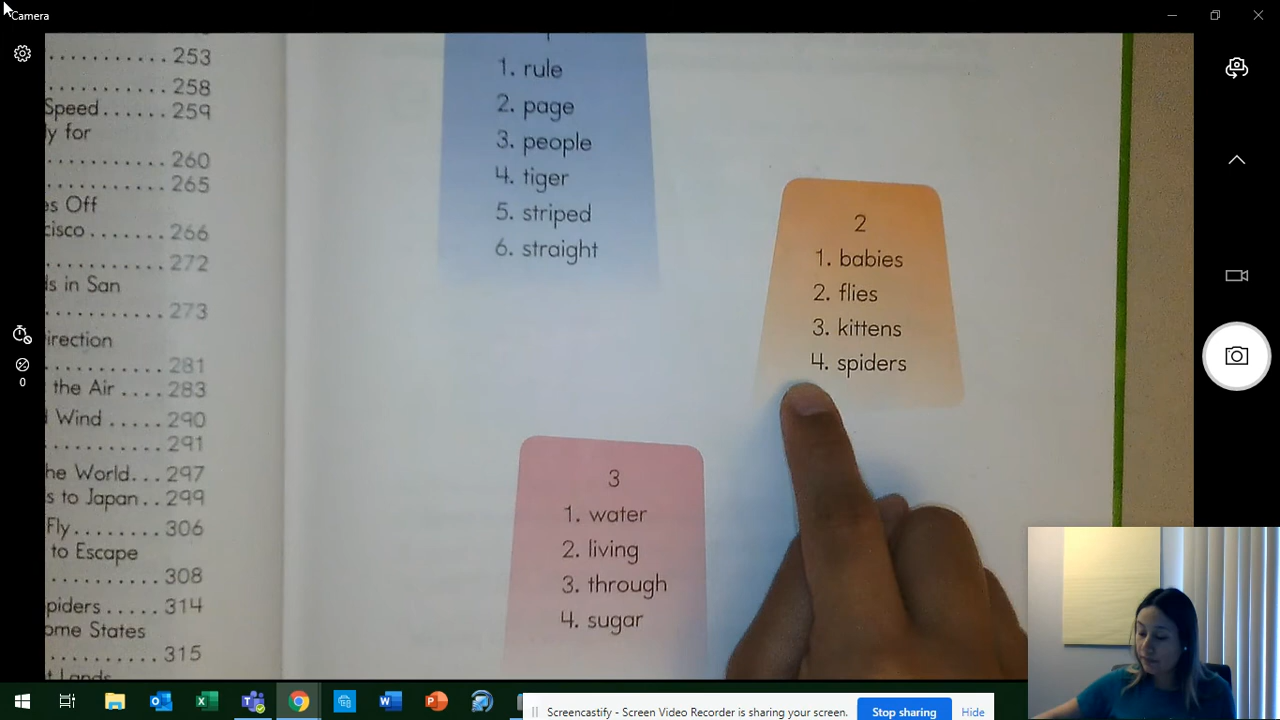 Camera
253
258
Speed 259
ly for
260
265
es Off
cisco 266
272
ds in San
273
Direction
281
the Air 283
d Wind 290
291
he World 297
s to Japan 299
Fly 306
to Escape
308
piders 314
ome States
315
t Lands
1. rule
2. page
3. people
4. tiger
5. striped
6. straight
2
1. babies
2. flies
3. kittens
4. spiders
3
1. water
2. living
3. through
4. sugar
0
Screencastify - Screen Video Recorder is sharing your screen.
Stop sharing
Hide